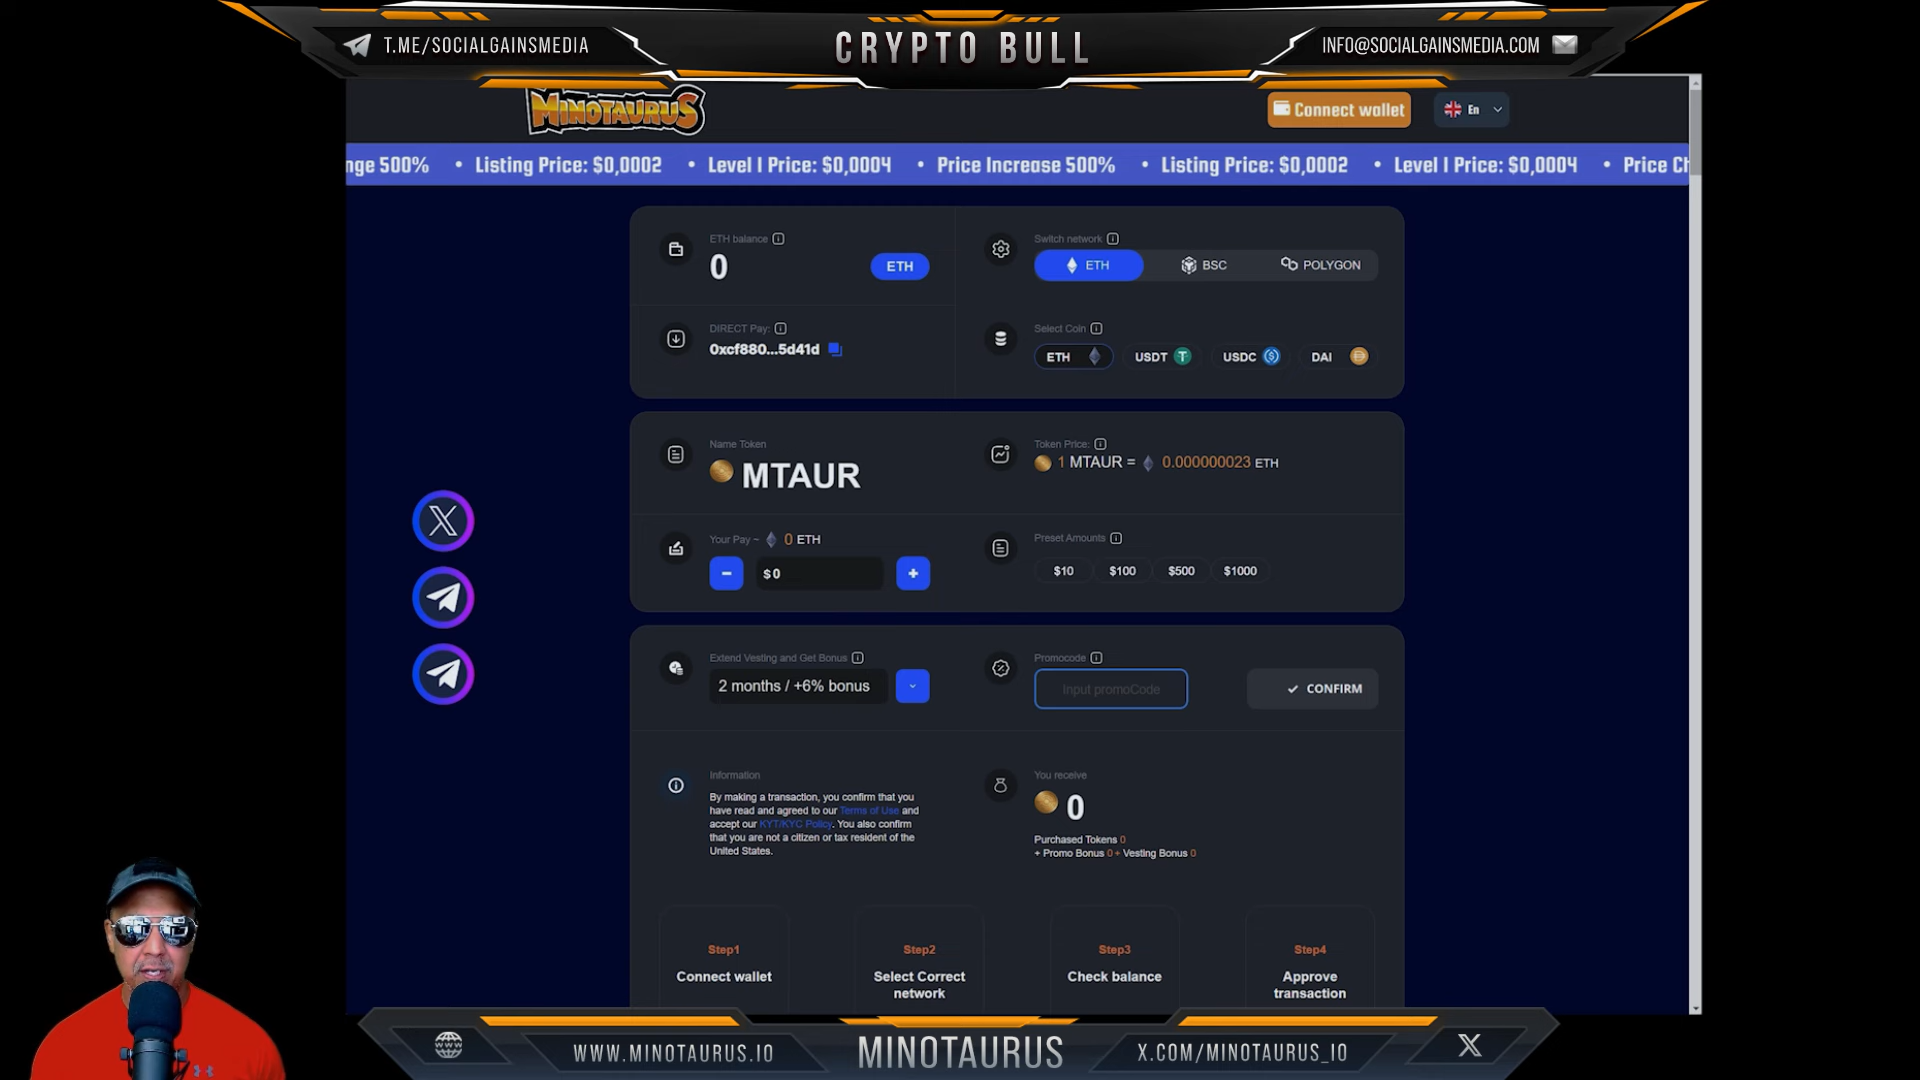 T.ME/SOCIALGAINSMEDIA
CRYPTO BULL
INFO@SOCIALGAINSMEDIA.COM
MINOTAURUS
Connect wallet
En
nge 500% • Listing Price: $0,0002 • Level 1 Price: $0,0004 • Price Increase 500% • Listing Price: $0,0002 • Level 1 Price: $0,0004 • Price Ch
ETH balance
0
ETH
Switch network
ETH
BSC
POLYGON
DIRECT Pay:
0xcf880...5d41d
Select Coin
ETH
USDT
USDC
DAI
Name Token
MTAUR
Token Price:
1 MTAUR = 0.000000023 ETH
Your Pay ~ 0 ETH
- $0 +
Preset Amounts
$10 $100 $500 $1000
Extend Vesting and Get Bonus
2 months / +6% bonus
Promocode
Input promoCode
CONFIRM
Information
By making a transaction, you confirm that you
have read and agreed to our Terms of Use and
accept our KYT/KYC Policy. You also confirm
that you are not a citizen or tax resident of the
United States.
You receive
0
Purchased Tokens 0
+ Promo Bonus 0 + Vesting Bonus 0
Step1
Connect wallet
Step2
Select Correct
network
Step3
Check balance
Step4
Approve
transaction
WWW.MINOTAURUS.IO
MINOTAURUS
X.COM/MINOTAURUS_IO